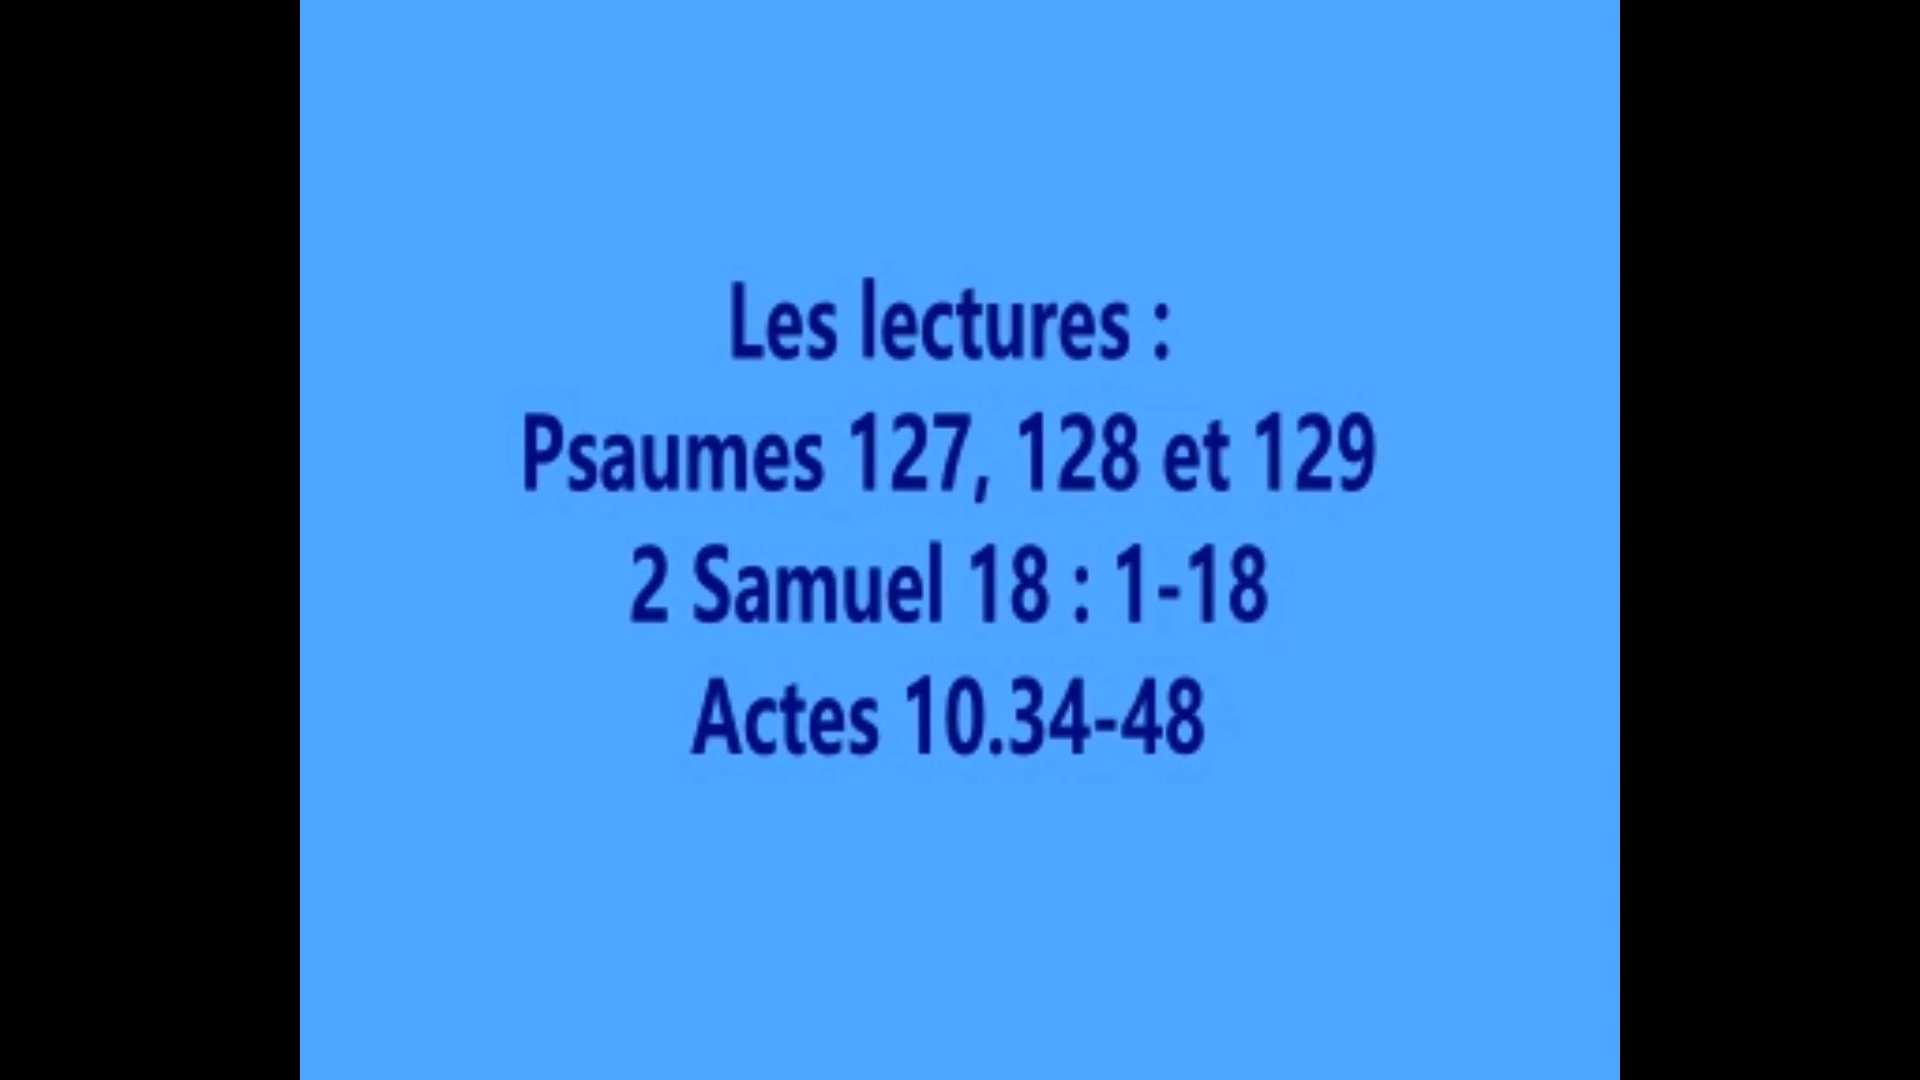 Les lectures :
Psaumes 127, 128 et 129
2 Samuel 18 : 1-18
Actes 10.34-48